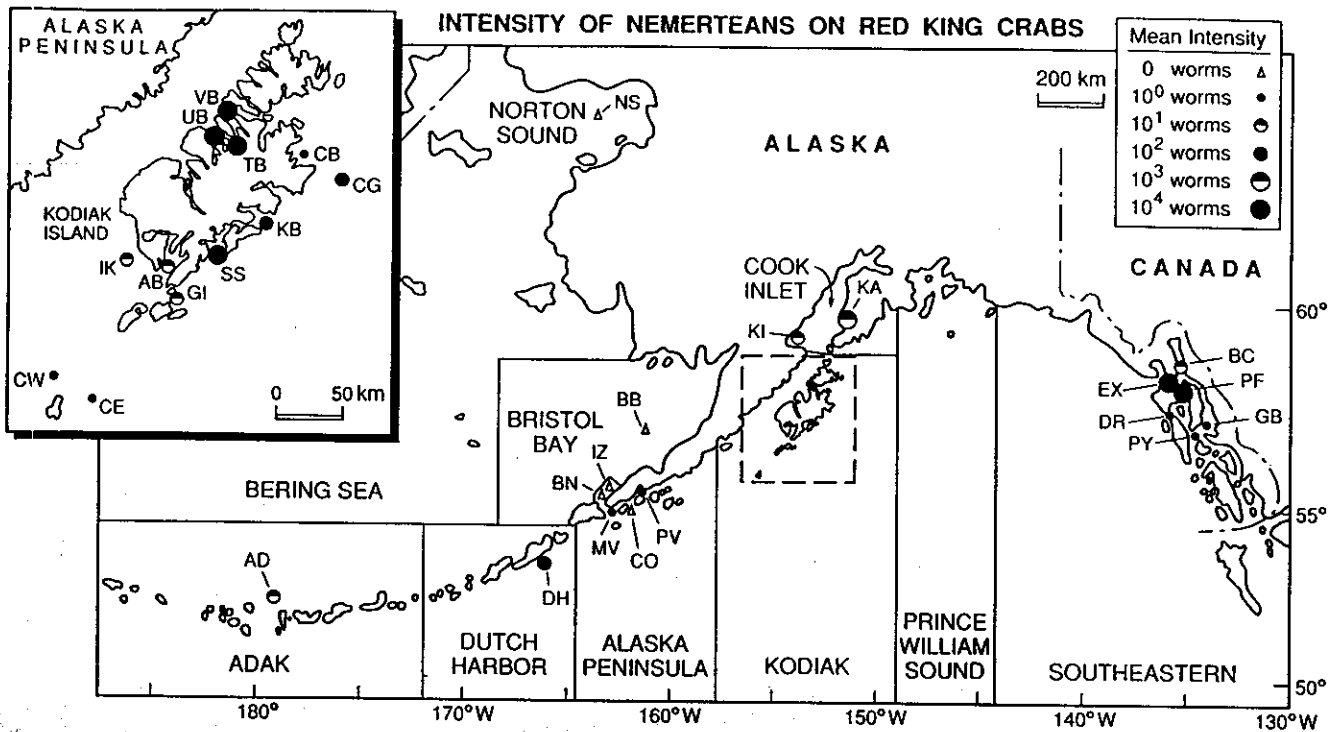 INTENSITY OF NEMERTEANS ON RED KING CRABS
ALASKA
PENINSULA
VB
UB
TB
CB
CG
KODIAK
ISLAND
KB
IK
AB
SS
GI
CW
CE
0 50 km
Mean Intensity
0 worms
10⁰ worms
10¹ worms
10² worms
10³ worms
10⁴ worms
200 km
NORTON
SOUND
NS
ALASKA
CANADA
COOK
INLET
KA
KI
60°
BC
EX
PF
DR
GB
PY
BRISTOL
BAY
BB
IZ
BN
BERING SEA
MV
CO
PV
55°
AD
DH
ADAK
DUTCH
HARBOR
ALASKA
PENINSULA
KODIAK
PRINCE
WILLIAM
SOUND
SOUTHEASTERN
50°
180°
170°W
160°W
150°W
140°W
130°W